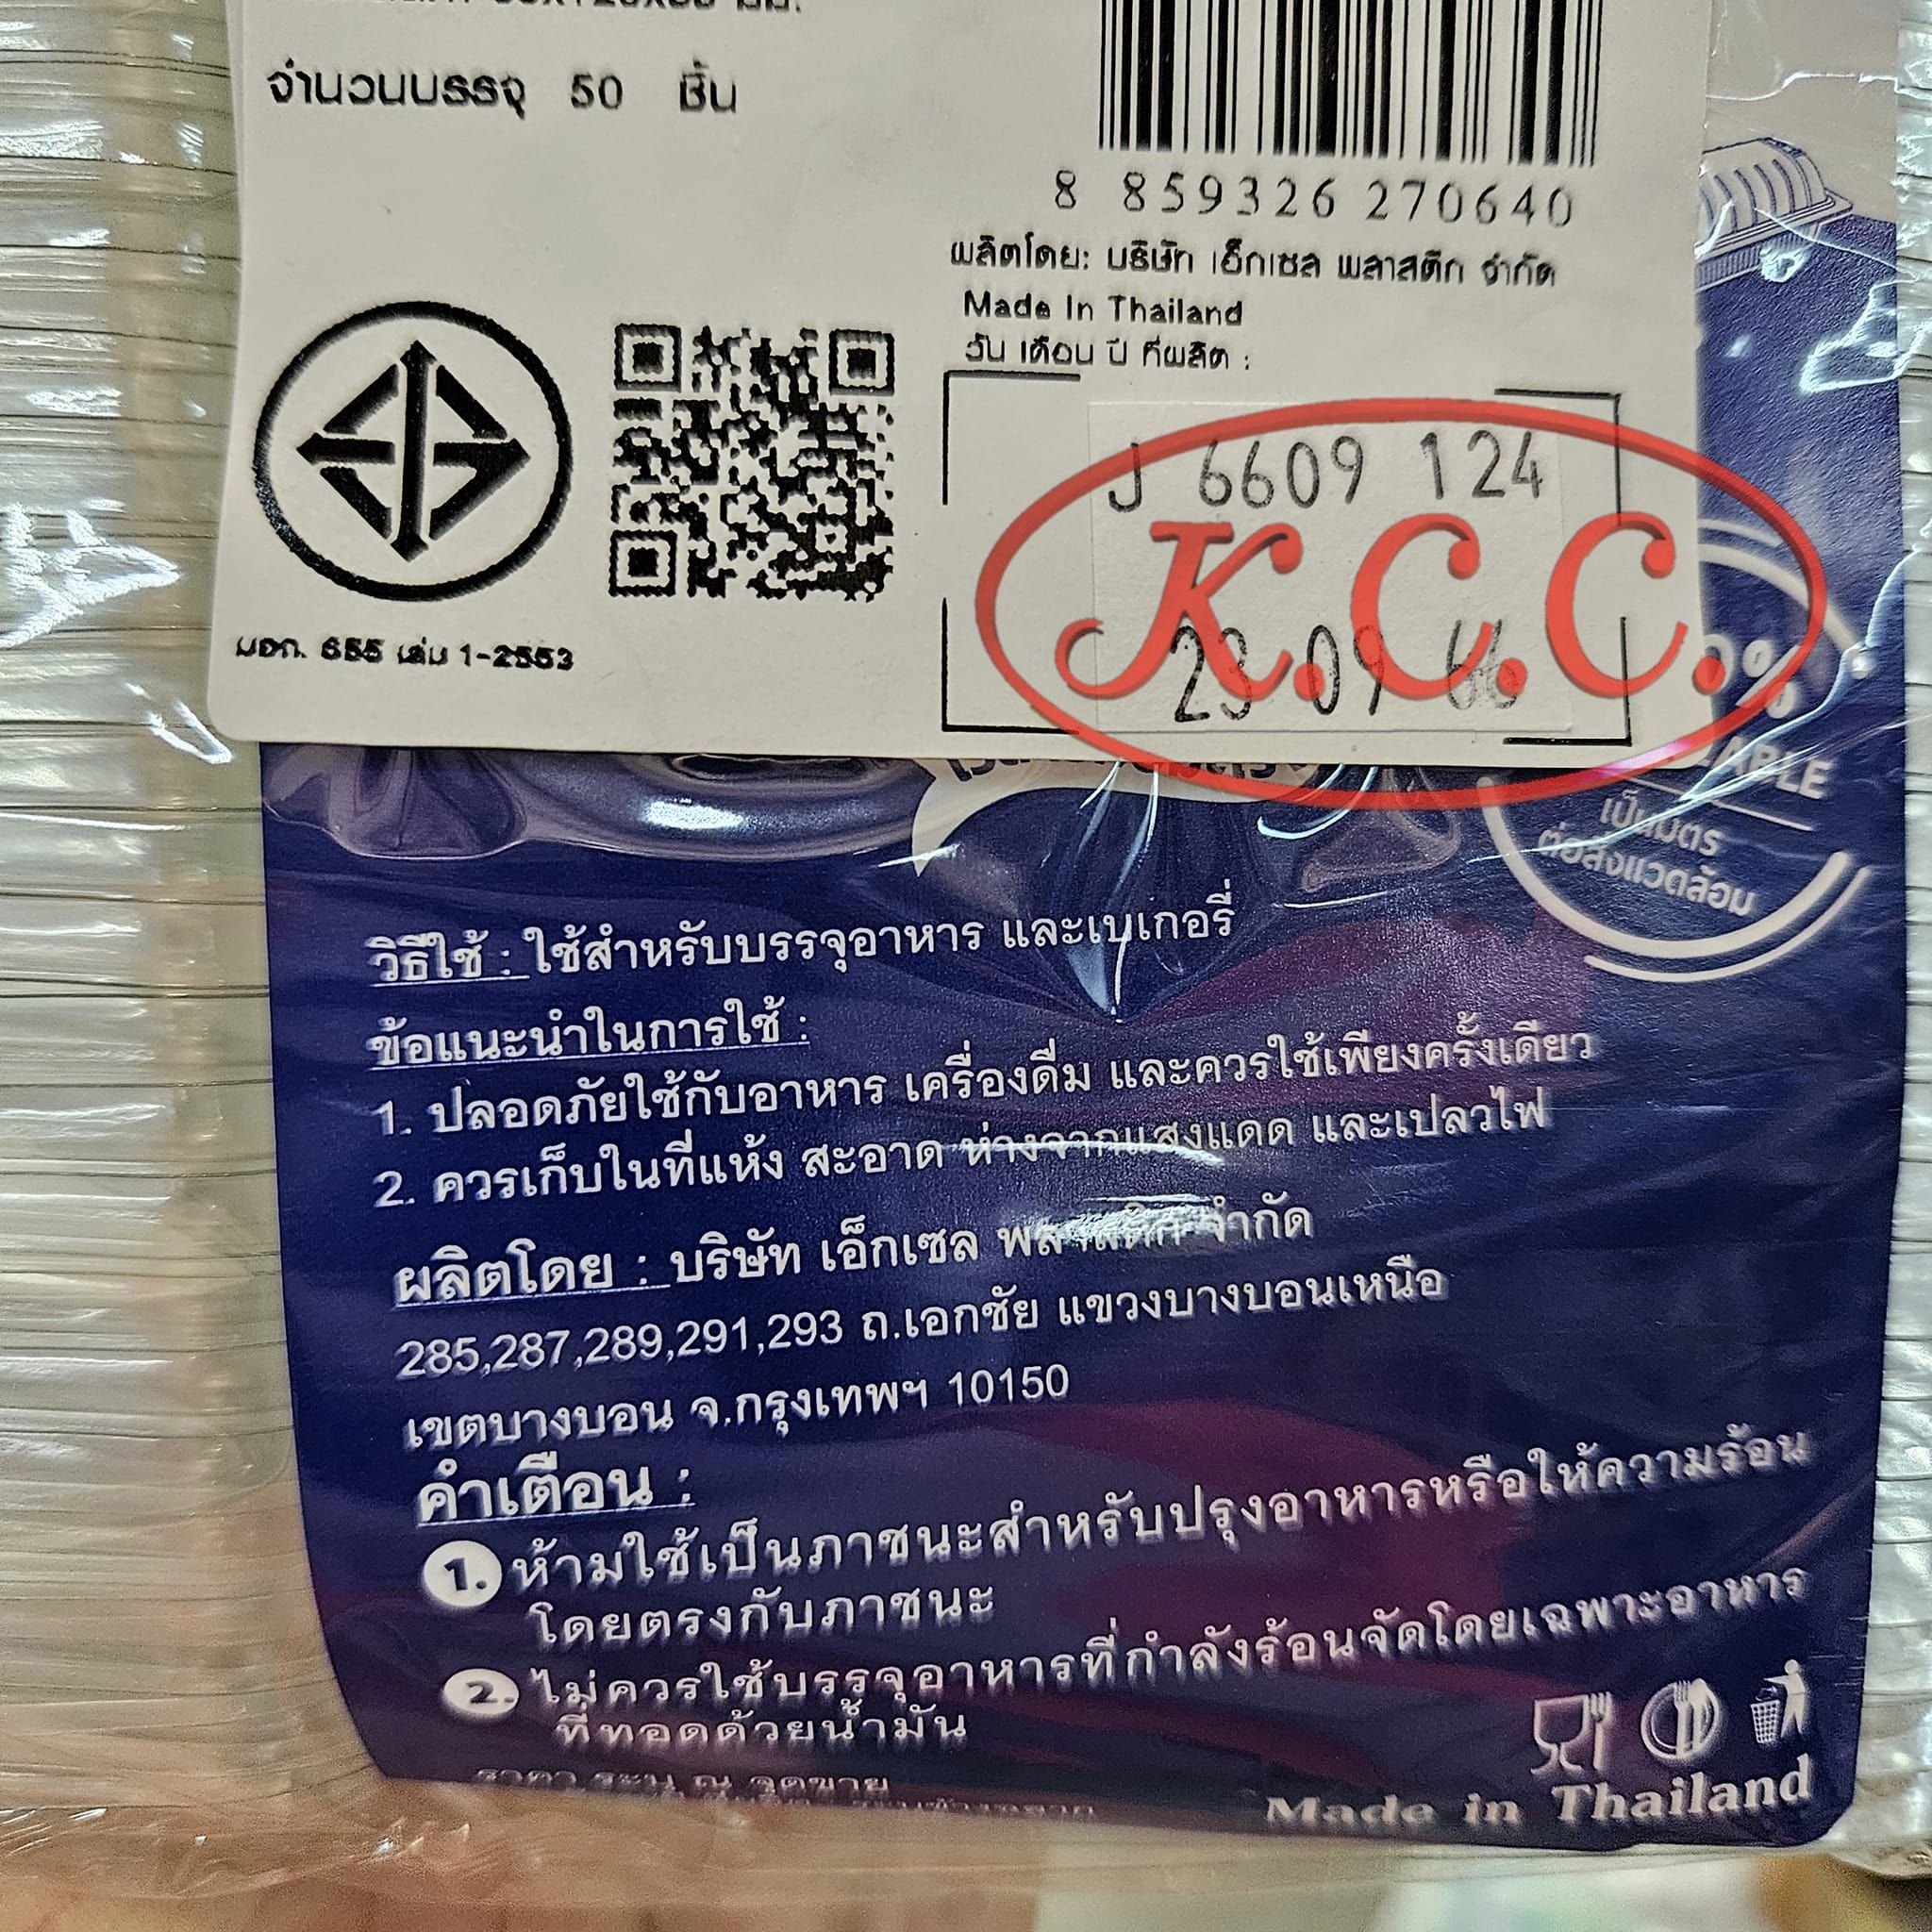 จำนวนบรรจุ 50 ชิ้น
8 859326 270640
ผลิตโดย: บริษัท เอ็กเซล พลาสติก จำกัด
Made In Thailand
วัน เดือน ปี ที่ผลิต :
J 6609 124
K.C.C.
23 09 66
มอก. 655 เล่ม 1-2553
เป็นมิตร
ต่อสิ่งแวดล้อม
วิธีใช้ : ใช้สำหรับบรรจุอาหาร และเบเกอรี่
ข้อแนะนำในการใช้ :
1. ปลอดภัยใช้กับอาหาร เครื่องดื่ม และควรใช้เพียงครั้งเดียว
2. ควรเก็บในที่แห้ง สะอาด ห่างจากแสงแดด และเปลวไฟ
ผลิตโดย : บริษัท เอ็กเซล พลาสติก จำกัด
285,287,289,291,293 ถ.เอกชัย แขวงบางบอนเหนือ
เขตบางบอน จ.กรุงเทพฯ 10150
คำเตือน :
1. ห้ามใช้เป็นภาชนะสำหรับปรุงอาหารหรือให้ความร้อน
โดยตรงกับภาชนะ
2. ไม่ควรใช้บรรจุอาหารที่กำลังร้อนจัดโดยเฉพาะอาหาร
ที่ทอดด้วยน้ำมัน
ราคา ระบุ ณ จุดขาย
Made in Thailand